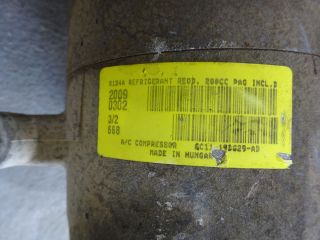 R134A REFRIGERANT REQD. 200CC PAG INCL.D
2009
0302
3/2
668
A/C COMPRESSOR
MADE IN HUNGARY